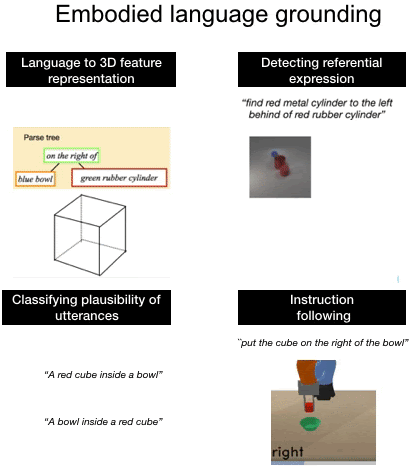 Embodied language grounding
Language to 3D feature
representation
Detecting referential
expression
“find red metal cylinder to the left
behind of red rubber cylinder”
Parse tree
on the right of
blue bowl
green rubber cylinder
Classifying plausibility of
utterances
Instruction
following
“A red cube inside a bowl”
“A bowl inside a red cube”
“put the cube on the right of the bowl”
right